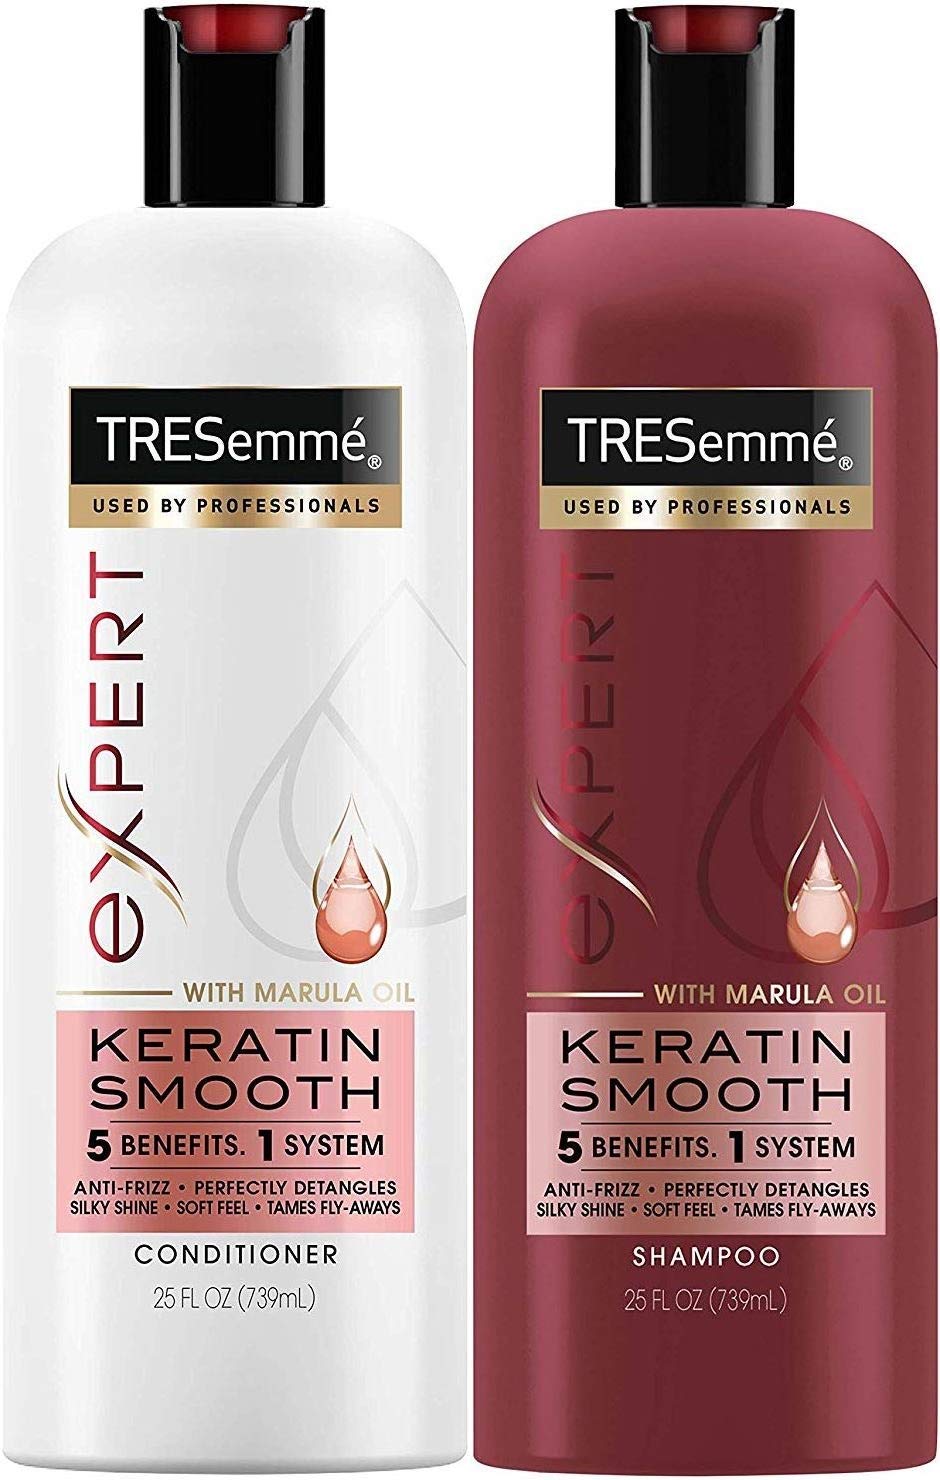 TRESemmé®
USED BY PROFESSIONALS
eXPERT
WITH MARULA OIL
KERATIN
SMOOTH
5 BENEFITS. 1 SYSTEM
ANTI-FRIZZ • PERFECTLY DETANGLES
SILKY SHINE • SOFT FEEL • TAMES FLY-AWAYS
CONDITIONER
25 FL OZ (739mL)
TRESemmé®
USED BY PROFESSIONALS
eXPERT
WITH MARULA OIL
KERATIN
SMOOTH
5 BENEFITS. 1 SYSTEM
ANTI-FRIZZ • PERFECTLY DETANGLES
SILKY SHINE • SOFT FEEL • TAMES FLY-AWAYS
SHAMPOO
25 FL OZ (739mL)